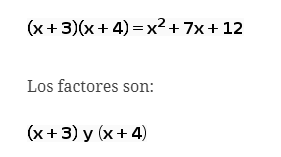 (x+3)(x+4)=x²+7x+12
Los factores son:
(x+3) y (x+4)